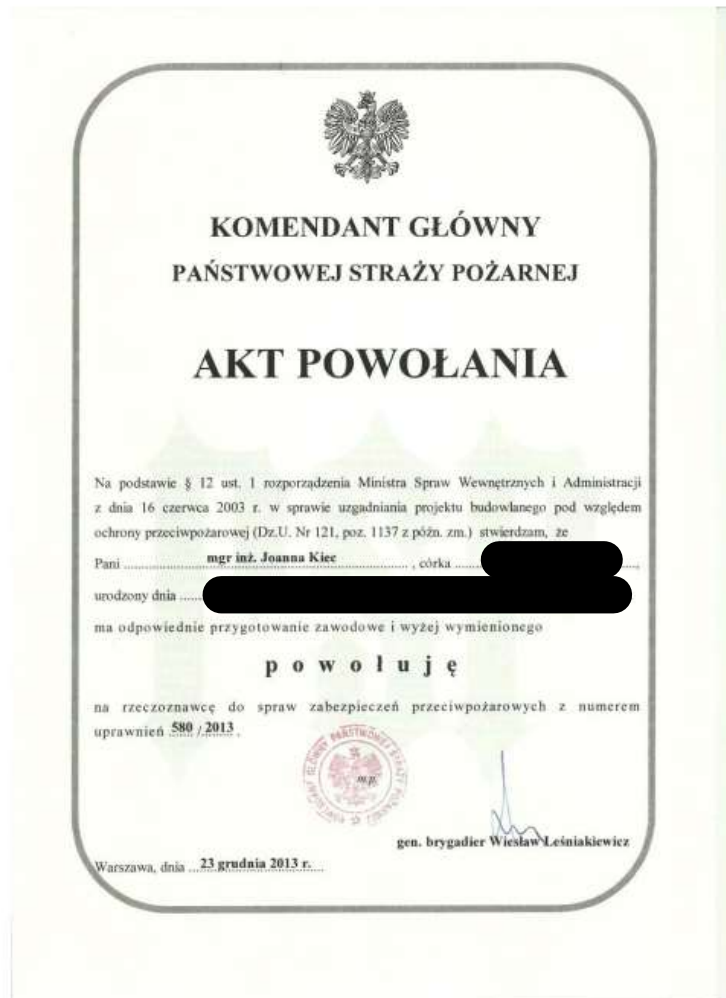 KOMENDANT GŁÓWNY
PAŃSTWOWEJ STRAŻY POŻARNEJ
AKT POWOŁANIA
Na podstawie § 12 ust. 1 rozporządzenia Ministra Spraw Wewnętrznych i Administracji
z dnia 16 czerwca 2003 r. w sprawie uzgadniania projektu budowlanego pod względem
ochrony przeciwpożarowej (Dz.U. Nr 121, poz. 1137 z późn. zm.) stwierdzam, że
Pani mgr inż. Joanna Kiec, córka
urodzony dnia
ma odpowiednie przygotowanie zawodowe i wyżej wymienionego
powołuję
na rzeczoznawcę do spraw zabezpieczeń przeciwpożarowych z numerem
uprawnień 580 / 2013.
m.p.
gen. brygadier Wiesław Leśniakiewicz
Warszawa, dnia 23 grudnia 2013 r.